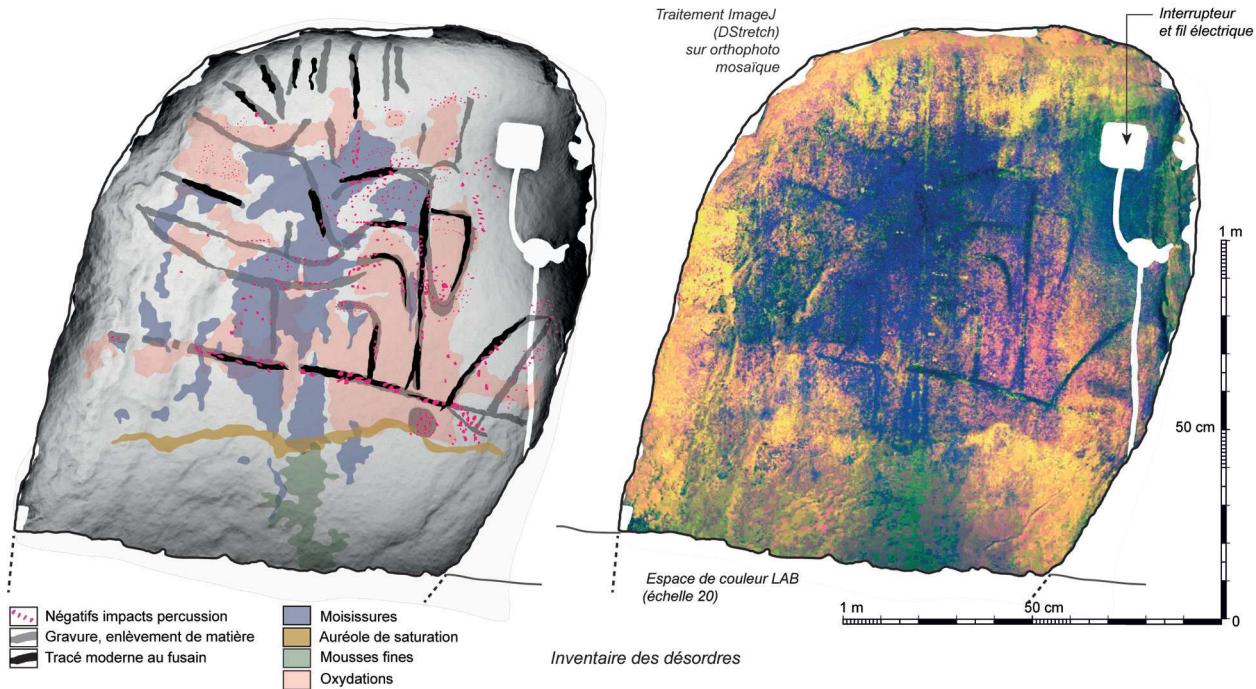 Traitement ImageJ
(DStretch)
sur orthophoto
mosaïque
Interrupteur
et fil électrique
1 m
50 cm
0
Espace de couleur LAB
(échelle 20)
1 m
50 cm
Négatifs impacts percussion
Gravure, enlèvement de matière
Tracé moderne au fusain
Moisissures
Auréole de saturation
Mousses fines
Oxydations
Inventaire des désordres